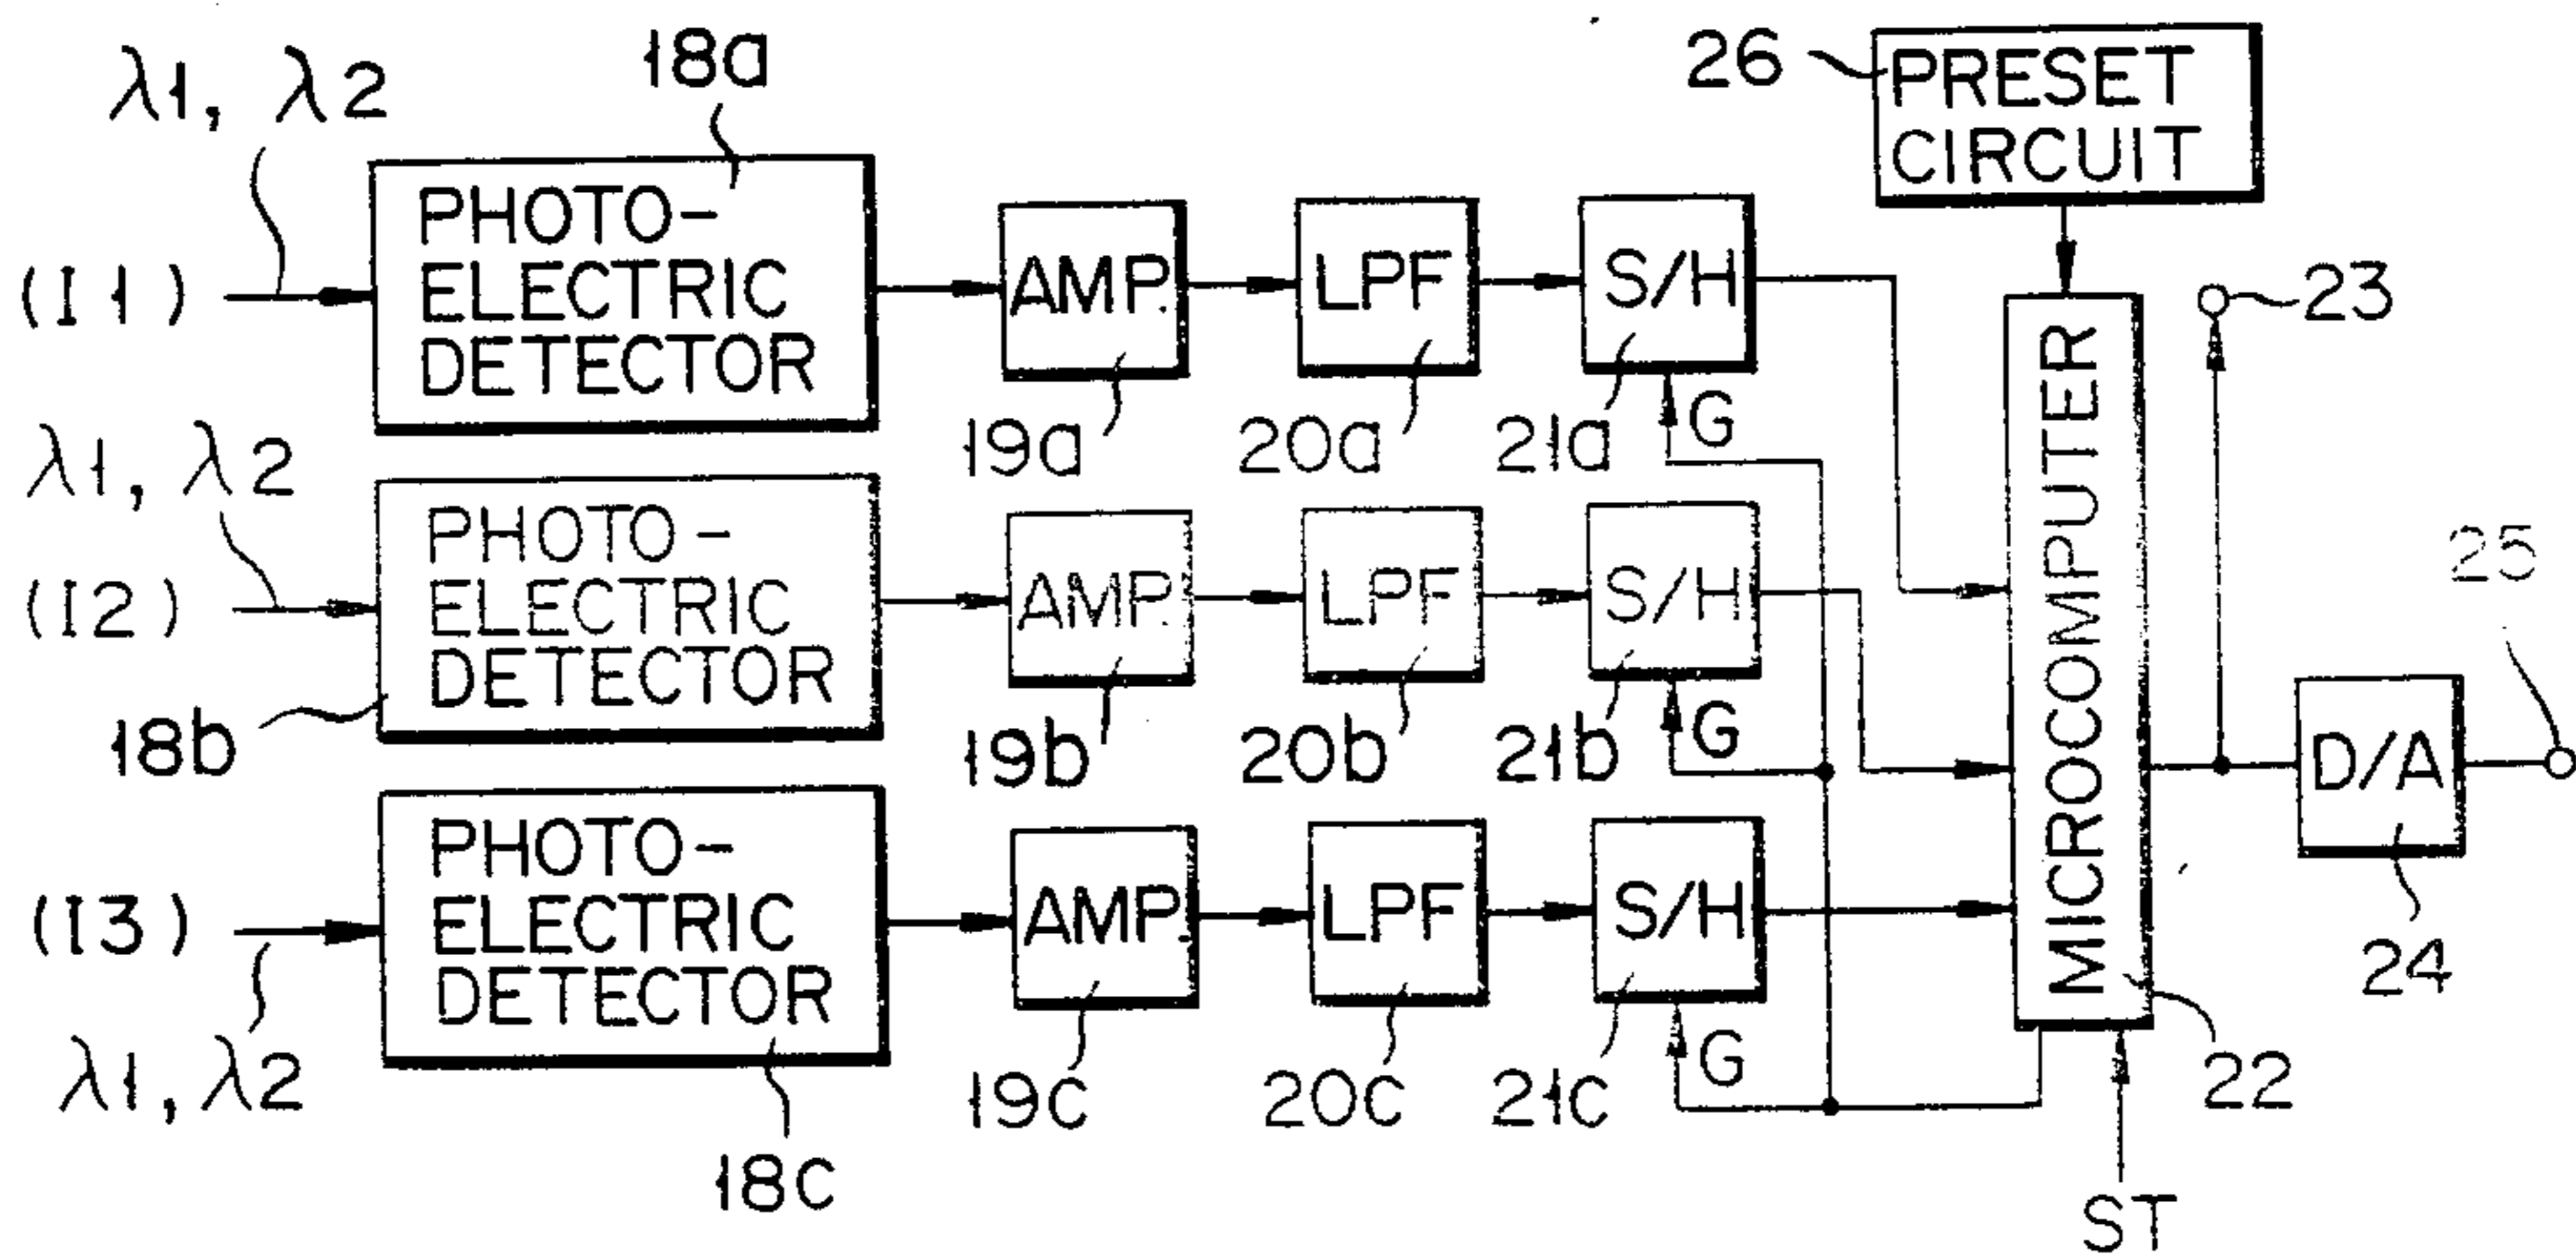 λ1, λ2
18a
26
PRESET
CIRCUIT
(I1)
PHOTO-
ELECTRIC
DETECTOR
AMP.
LPF
S/H
23
19a
20a
21a
G
λ1, λ2
(I2)
PHOTO-
ELECTRIC
DETECTOR
AMP.
LPF
S/H
MICROCOMPUTER
25
18b
19b
20b
21b
G
D/A
24
(I3)
PHOTO-
ELECTRIC
DETECTOR
AMP.
LPF
S/H
λ1, λ2
18c
19c
20c
21c
G
22
ST